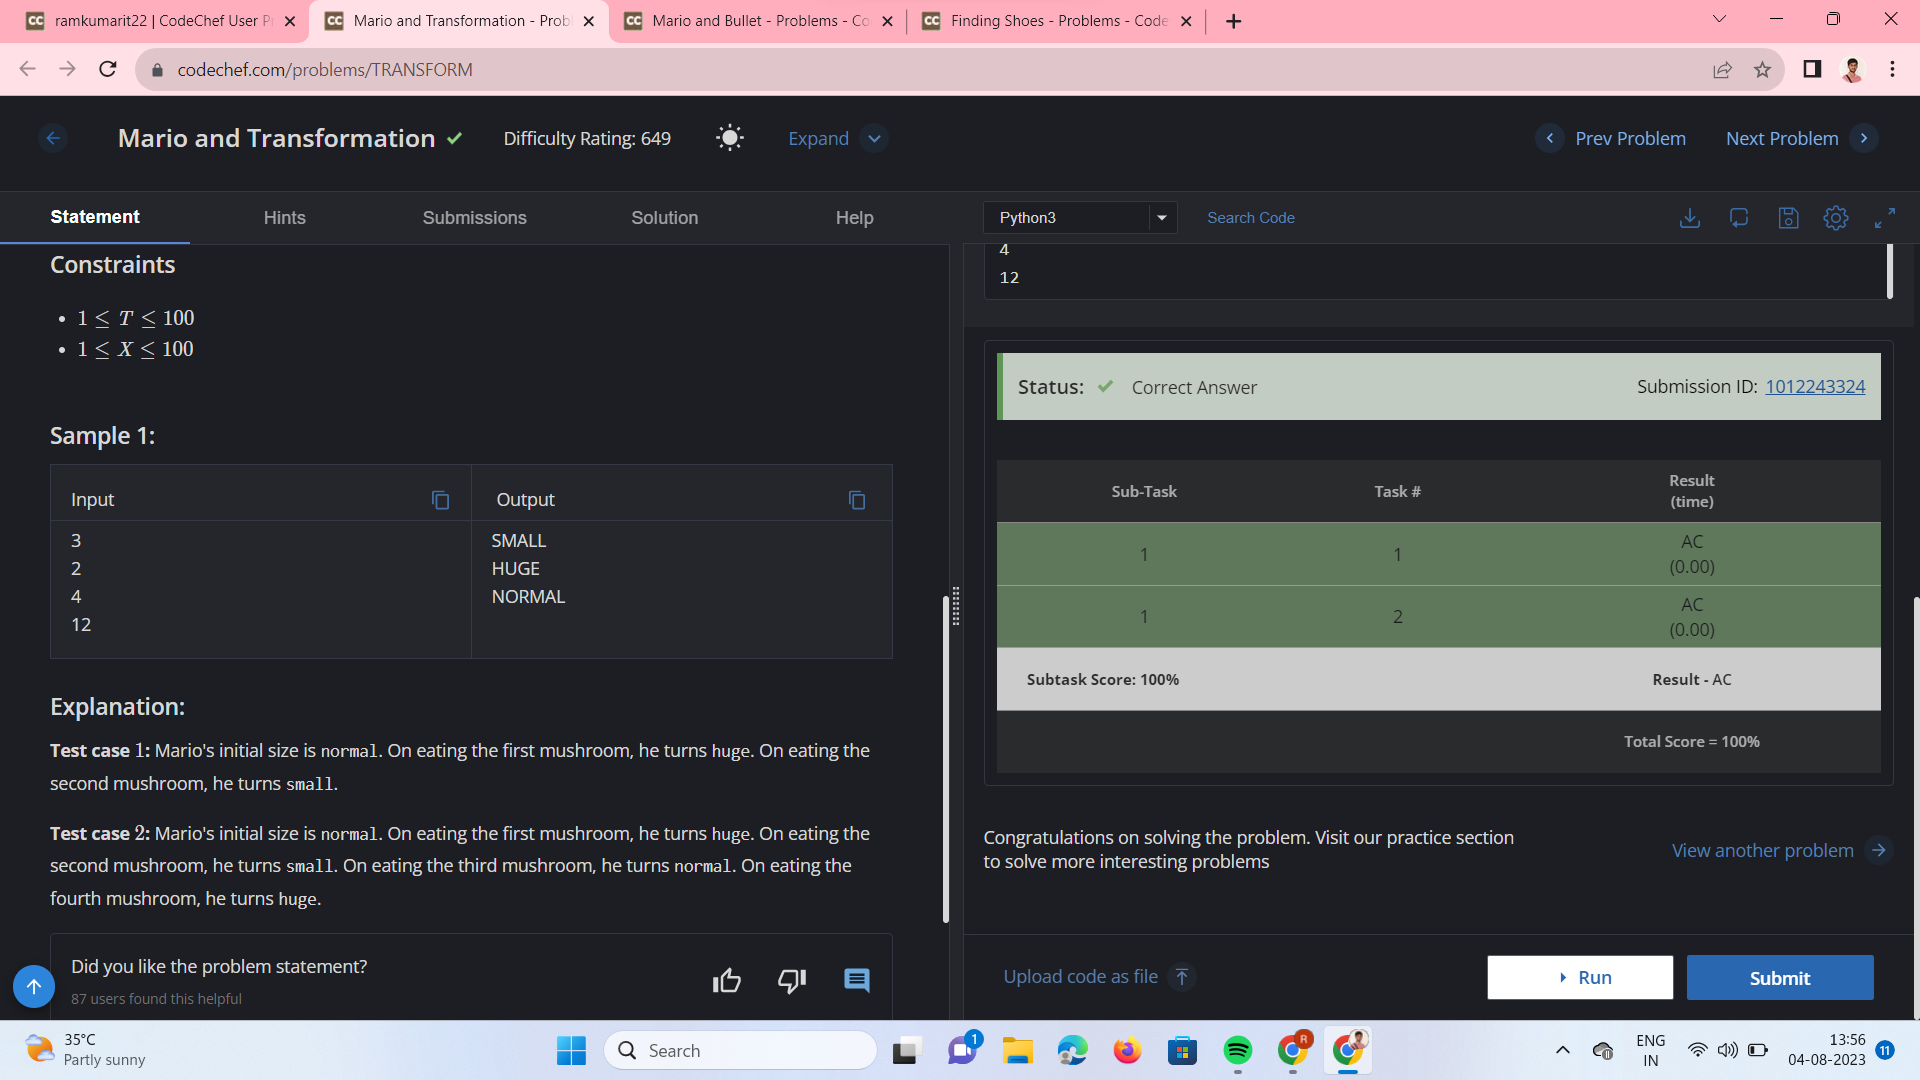 ramkumarit22 | CodeChef User P
Mario and Transformation - Prob
Mario and Bullet - Problems - Co
Finding Shoes - Problems - Code
codechef.com/problems/TRANSFORM
Mario and Transformation
Difficulty Rating: 649
Expand
Prev Problem
Next Problem
Statement
Hints
Submissions
Solution
Help
Python3
Search Code
Constraints
• 1 ≤ T ≤ 100
• 1 ≤ X ≤ 100
Sample 1:
Input
Output
3
2
4
12
SMALL
HUGE
NORMAL
Explanation:
Test case 1: Mario's initial size is normal. On eating the first mushroom, he turns huge. On eating the
second mushroom, he turns small.
Test case 2: Mario's initial size is normal. On eating the first mushroom, he turns huge. On eating the
second mushroom, he turns small. On eating the third mushroom, he turns normal. On eating the
fourth mushroom, he turns huge.
Did you like the problem statement?
87 users found this helpful
4
12
Status: Correct Answer
Submission ID: 1012243324
Sub-Task
Task #
Result
(time)
1
1
AC
(0.00)
1
2
AC
(0.00)
Subtask Score: 100%
Result - AC
Total Score = 100%
Congratulations on solving the problem. Visit our practice section
to solve more interesting problems
View another problem
Upload code as file
Run
Submit
35°C
Partly sunny
Search
1
R
ENG
IN
13:56
04-08-2023
11